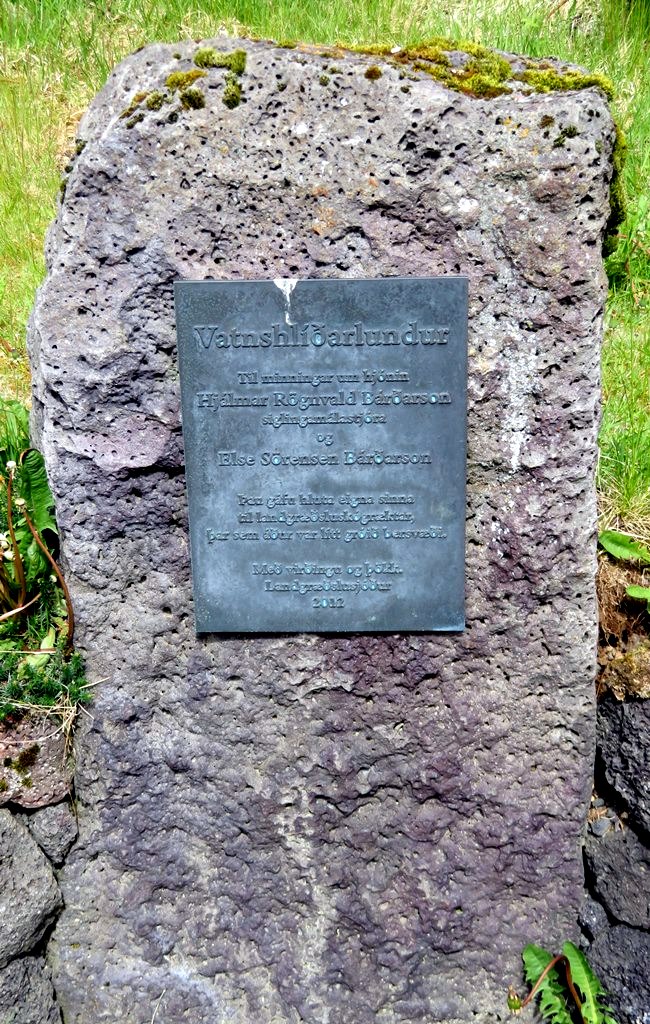 Vatnshlíðarlundur
Til minningar um hjónin
Hjálmar Rögnvald Bárðarson
siglingamálastjóra
og
Else Sörensen Bárðarson
Þau gáfu hluta eigna sinna
til landgræðsluskógræktar,
þar sem áður var lítt gróið bersvæði.
Með virðingu og þökk.
Landgræðslusjóður
2012